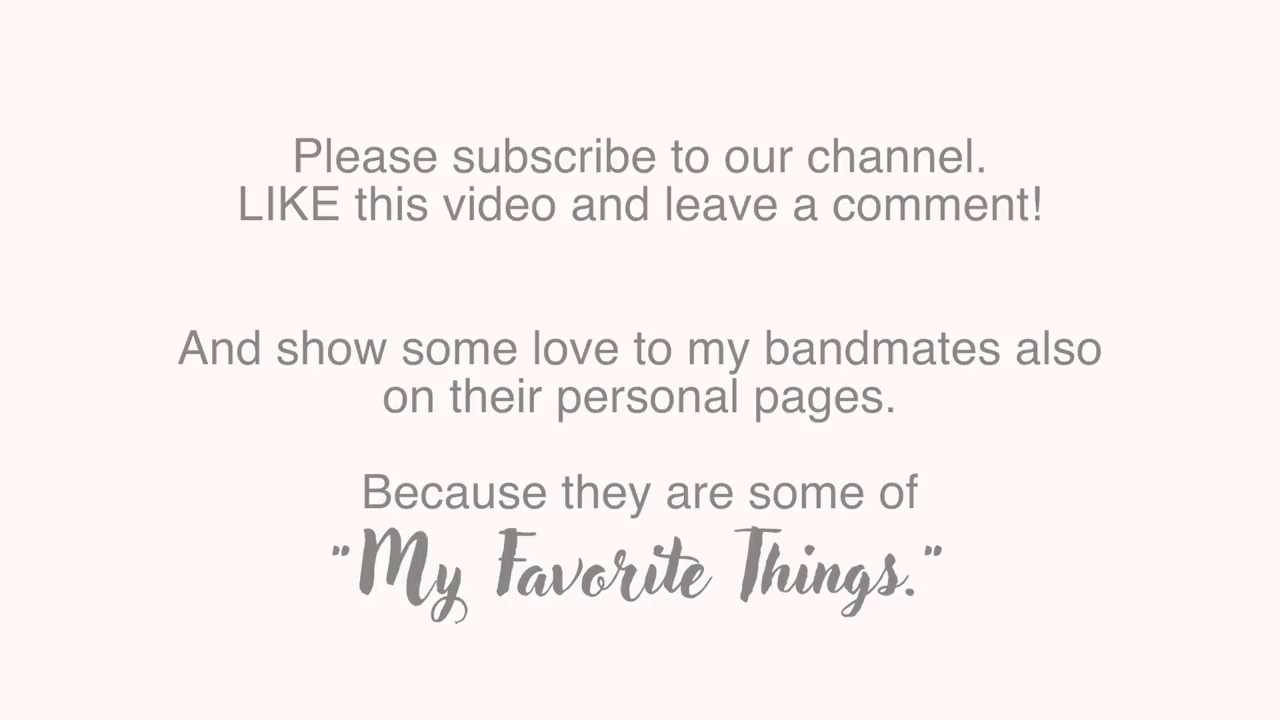 Please subscribe to our channel.
LIKE this video and leave a comment!
And show some love to my bandmates also
on their personal pages.
Because they are some of
"My Favorite Things."